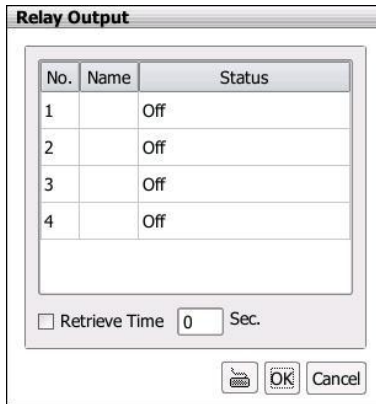 Relay Output
No. Name Status
1 Off
2 Off
3 Off
4 Off
Retrieve Time 0 Sec.
OK Cancel